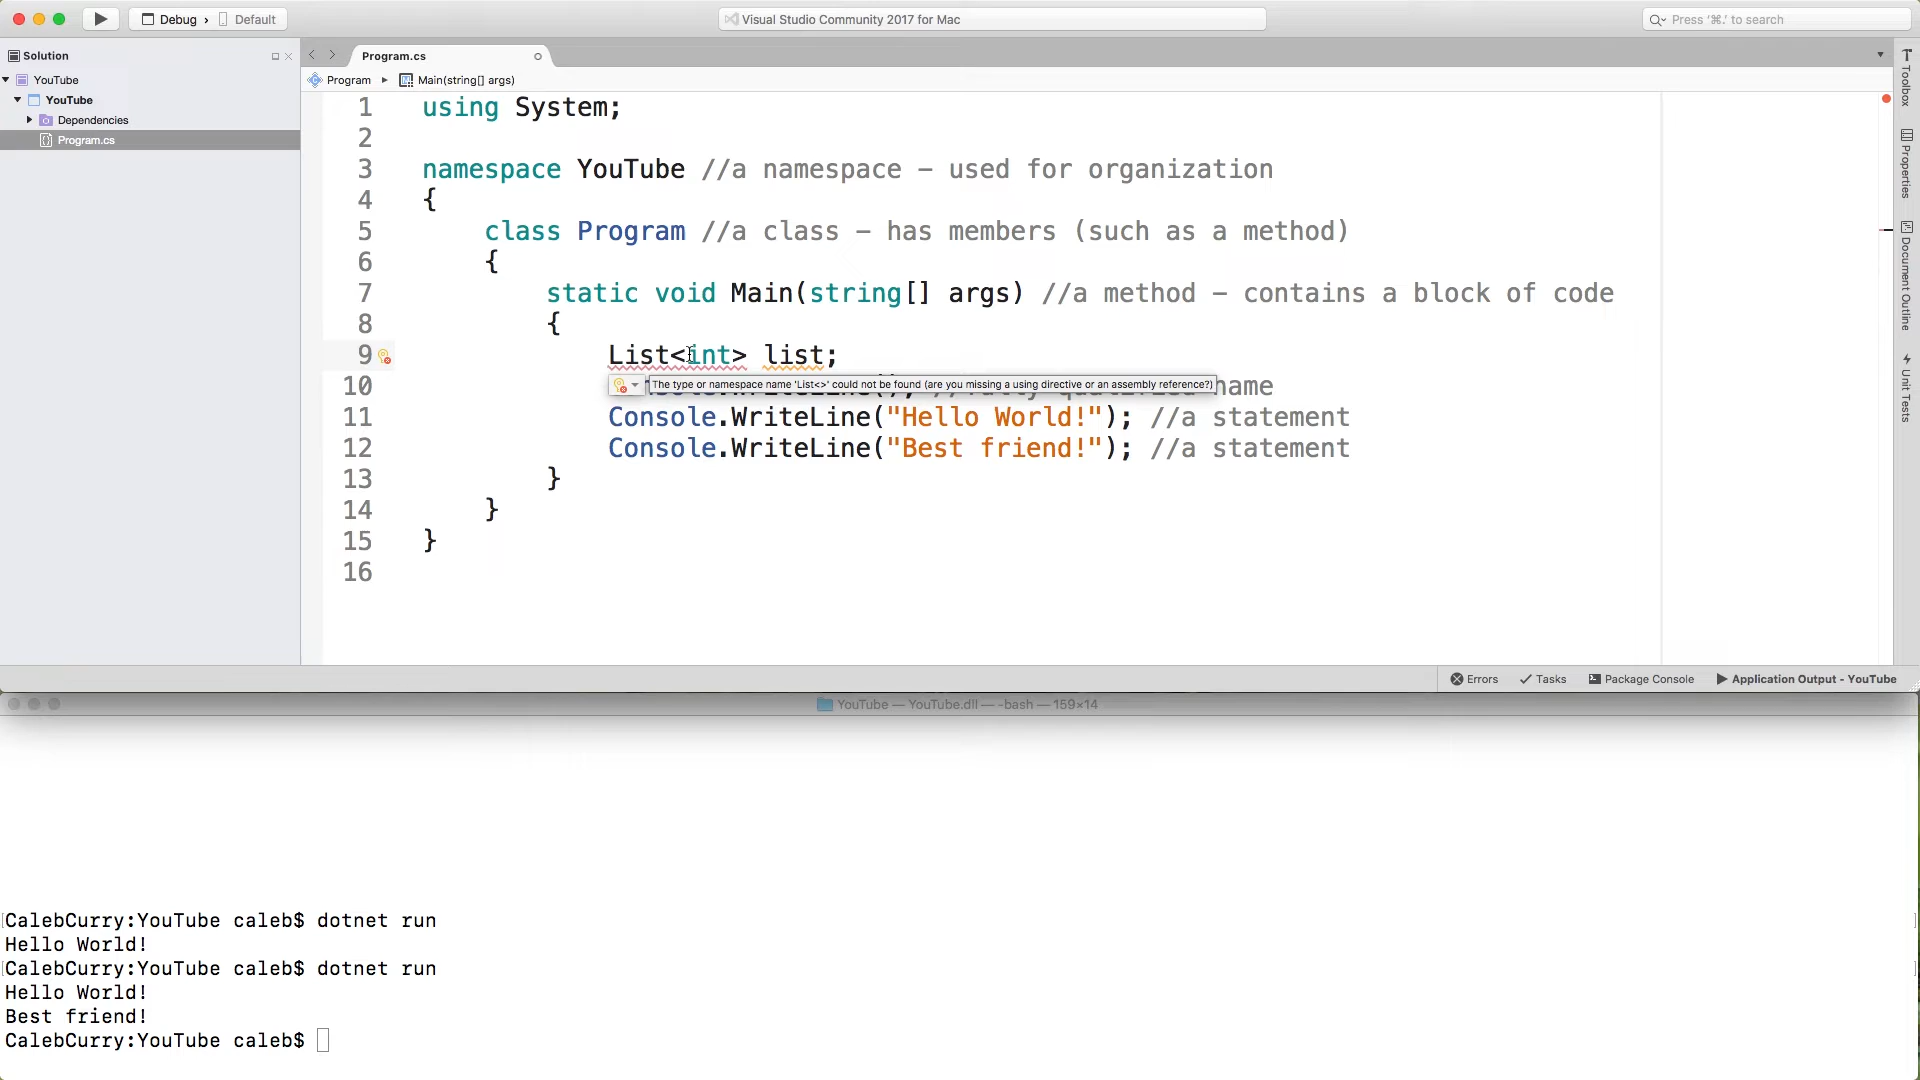 Debug › Default
Visual Studio Community 2017 for Mac
Press '⌘.' to search
Solution
YouTube
YouTube
Dependencies
Program.cs
Program.cs
Program ▸ Main(string[] args)
1 using System;
2
3 namespace YouTube //a namespace – used for organization
4 {
5 class Program //a class – has members (such as a method)
6 {
7 static void Main(string[] args) //a method – contains a block of code
8 {
9 List<int> list;
The type or namespace name 'List<>' could not be found (are you missing a using directive or an assembly reference?)
10 name
11 Console.WriteLine("Hello World!"); //a statement
12 Console.WriteLine("Best friend!"); //a statement
13 }
14 }
15 }
16
Toolbox
Properties
Document Outline
Unit Tests
Errors
Tasks
Package Console
Application Output - YouTube
YouTube — YouTube.dll — -bash — 159×14
CalebCurry:YouTube caleb$ dotnet run
Hello World!
CalebCurry:YouTube caleb$ dotnet run
Hello World!
Best friend!
CalebCurry:YouTube caleb$